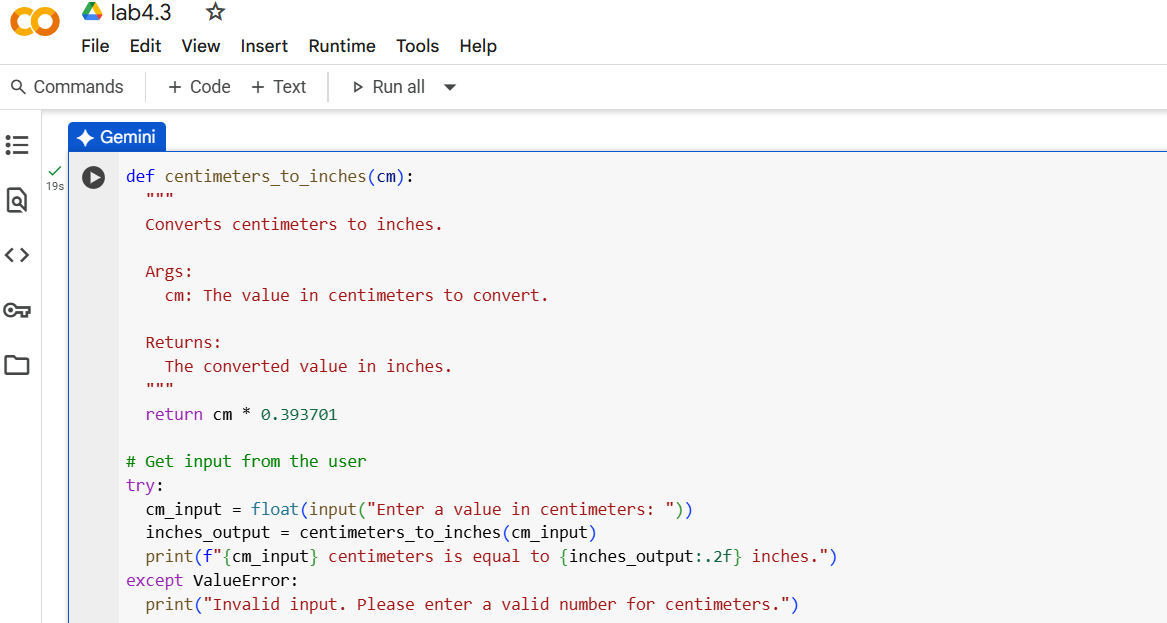 lab4.3
File Edit View Insert Runtime Tools Help
Commands + Code + Text Run all
Gemini
19s
def centimeters_to_inches(cm):
"""
Converts centimeters to inches.
Args:
cm: The value in centimeters to convert.
Returns:
The converted value in inches.
"""
return cm * 0.393701
# Get input from the user
try:
cm_input = float(input("Enter a value in centimeters: "))
inches_output = centimeters_to_inches(cm_input)
print(f"{cm_input} centimeters is equal to {inches_output:.2f} inches.")
except ValueError:
print("Invalid input. Please enter a valid number for centimeters.")